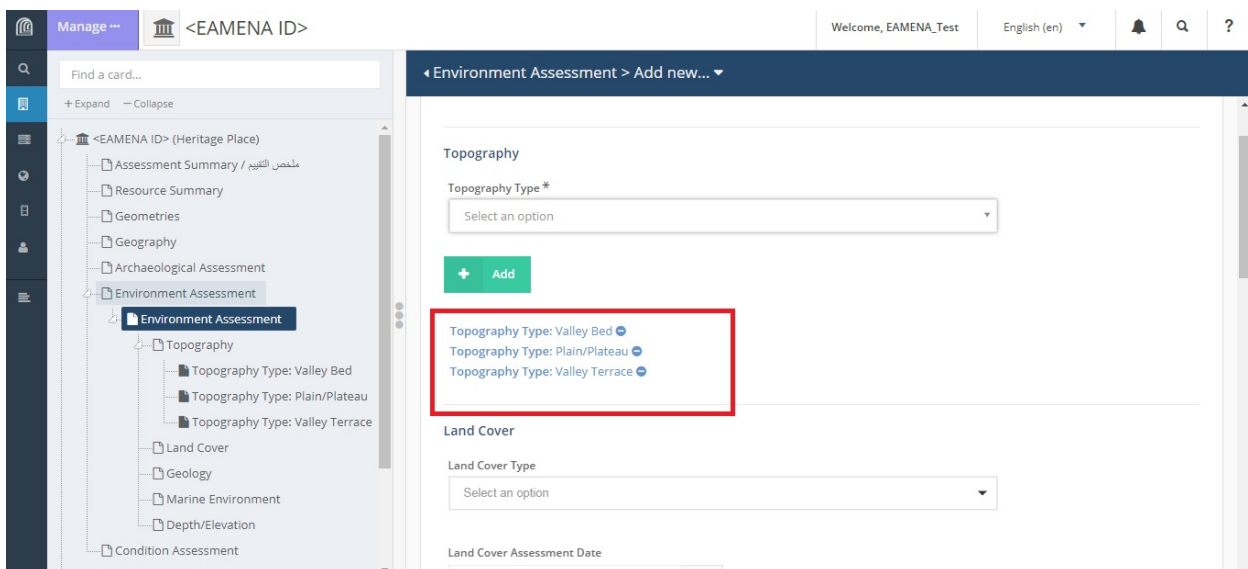 Manage ...
<EAMENA ID>
Welcome, EAMENA_Test
English (en)
?
Find a card...
+ Expand − Collapse
<EAMENA ID> (Heritage Place)
Assessment Summary / ملخص التقييم
Resource Summary
Geometries
Geography
Archaeological Assessment
Environment Assessment
Environment Assessment
Topography
Topography Type: Valley Bed
Topography Type: Plain/Plateau
Topography Type: Valley Terrace
Land Cover
Geology
Marine Environment
Depth/Elevation
Condition Assessment
Environment Assessment > Add new...
Topography
Topography Type *
Select an option
+ Add
Topography Type: Valley Bed
Topography Type: Plain/Plateau
Topography Type: Valley Terrace
Land Cover
Land Cover Type
Select an option
Land Cover Assessment Date